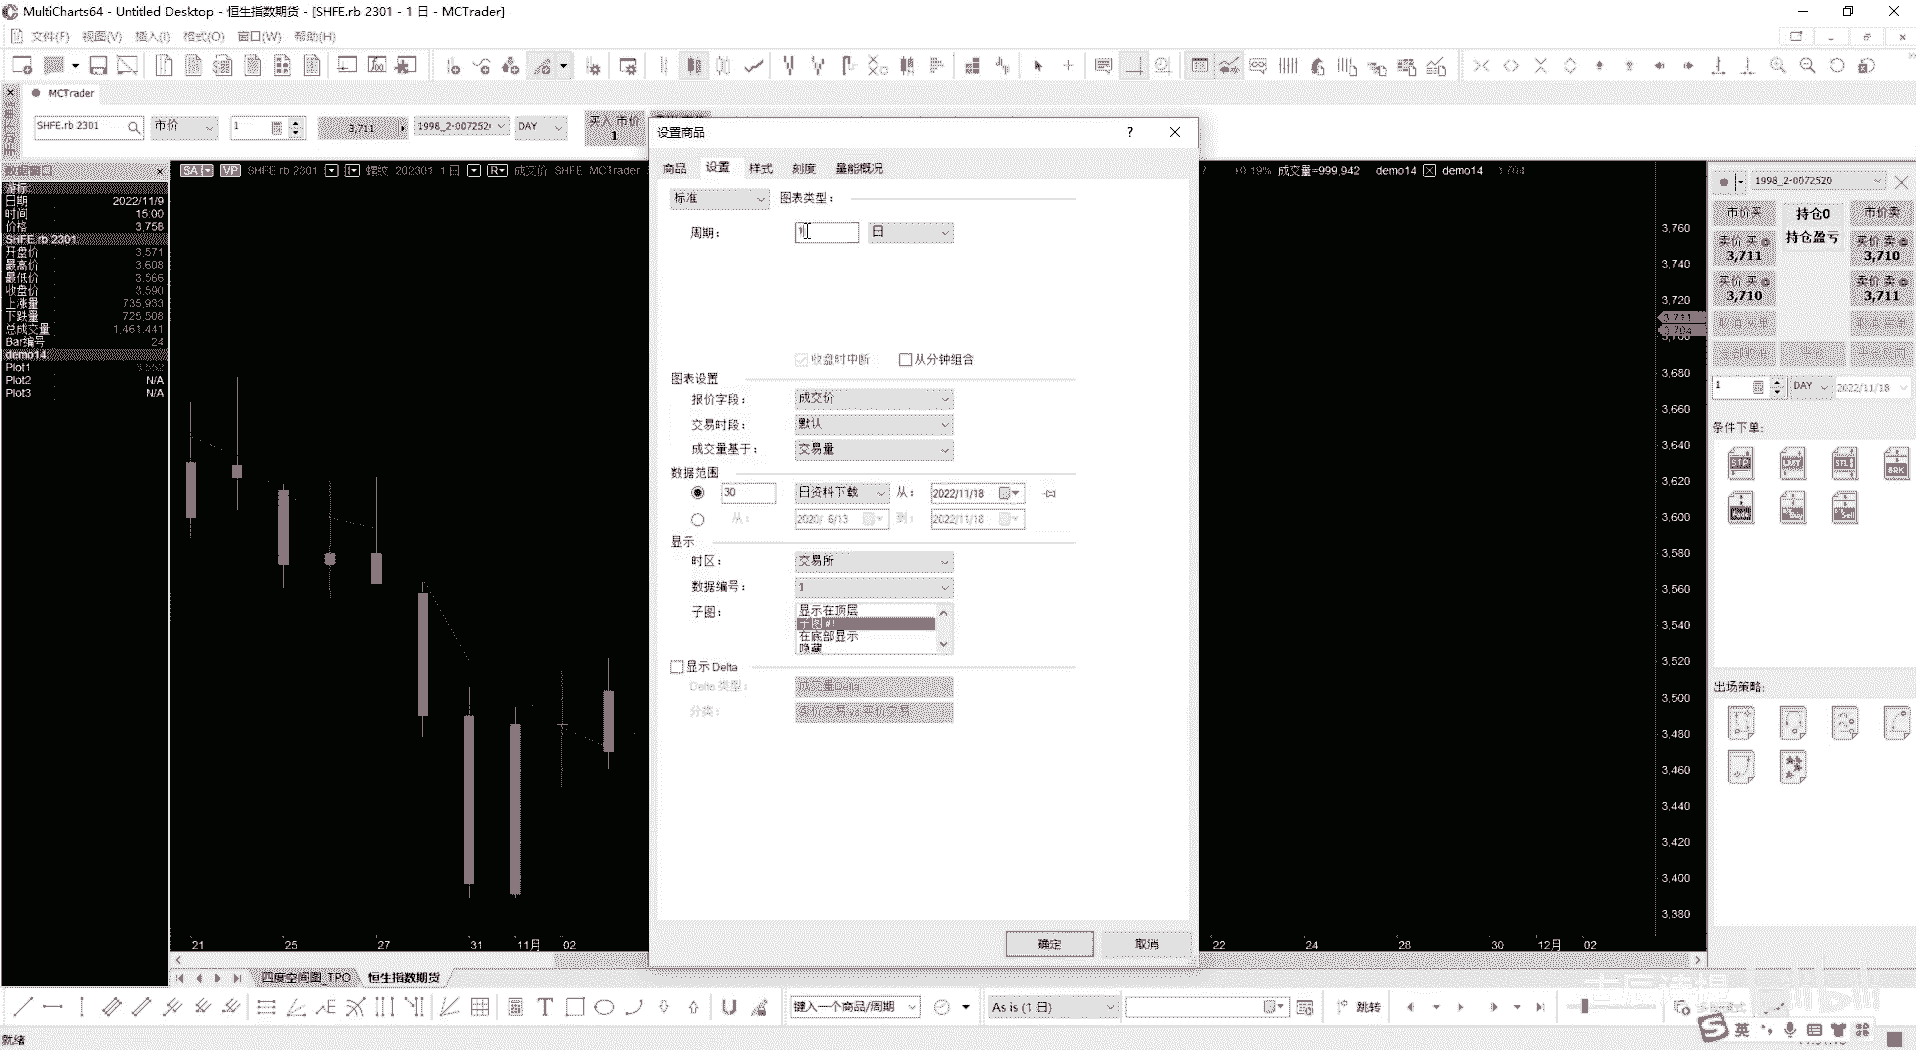 MultiCharts64 - Untitled Desktop - 恒生指数期货 - [SHFE.rb 2301 - 1 日 - MCTrader]
文件(F) 视图(V) 插入(I) 格式(O) 窗口(W) 帮助(H)
MCTrader
SHFE.rb 2301 市价 1 3,711 1998_2-007252 DAY 买入 市价 1
SA VP SHFE rb 2301 螺纹 202301 1 日 R 成交价 SHFE MCTrader
+0.19% 成交量=999,942 demo14 demo14 3,704
日期 2022/11/9
时间 15:00
价格 3,758
SHFE.rb 2301
开盘价 3,571
最高价 3,608
最低价 3,566
收盘价 3,590
上涨量 735,933
下跌量 725,508
总成交量 1,461,441
Bar编号 24
demo14
Plot1 3,552
Plot2 N/A
Plot3 N/A
设置商品 ?
商品 设置 样式 刻度 量能概况
标准 图表类型:
周期: 1 日
收盘时中断 从分钟组合
图表设置
报价字段: 成交价
交易时段: 默认
成交量基于: 交易量
数据范围
30 日资料下载 从: 2022/11/18
从: 2020/ 6/13 到: 2022/11/18
显示
时区: 交易所
数据编号: 1
子图: 显示在顶层
子图 #1
在底部显示
隐藏
显示 Delta
Delta 类型: 成交量Delta
分类:
确定 取消
3,760
3,740
3,720
3,711
3,704
3,700
3,680
3,660
3,640
3,620
3,600
3,580
3,560
3,540
3,520
3,500
3,480
3,460
3,440
3,420
3,400
3,380
21 25 27 31 11月 02 22 24 28 30 12月 02
1998_2-0072520
市价买 持仓0 市价卖
持仓盈亏
卖价 买 3,711 买价 卖 3,710
买价 买 3,710 卖价 卖 3,711
1 DAY 2022/11/18
条件下单:
出场策略:
四度空间图_TPO 恒生指数期货
键入一个商品/周期 As is (1 日) 跳转
英
就绪